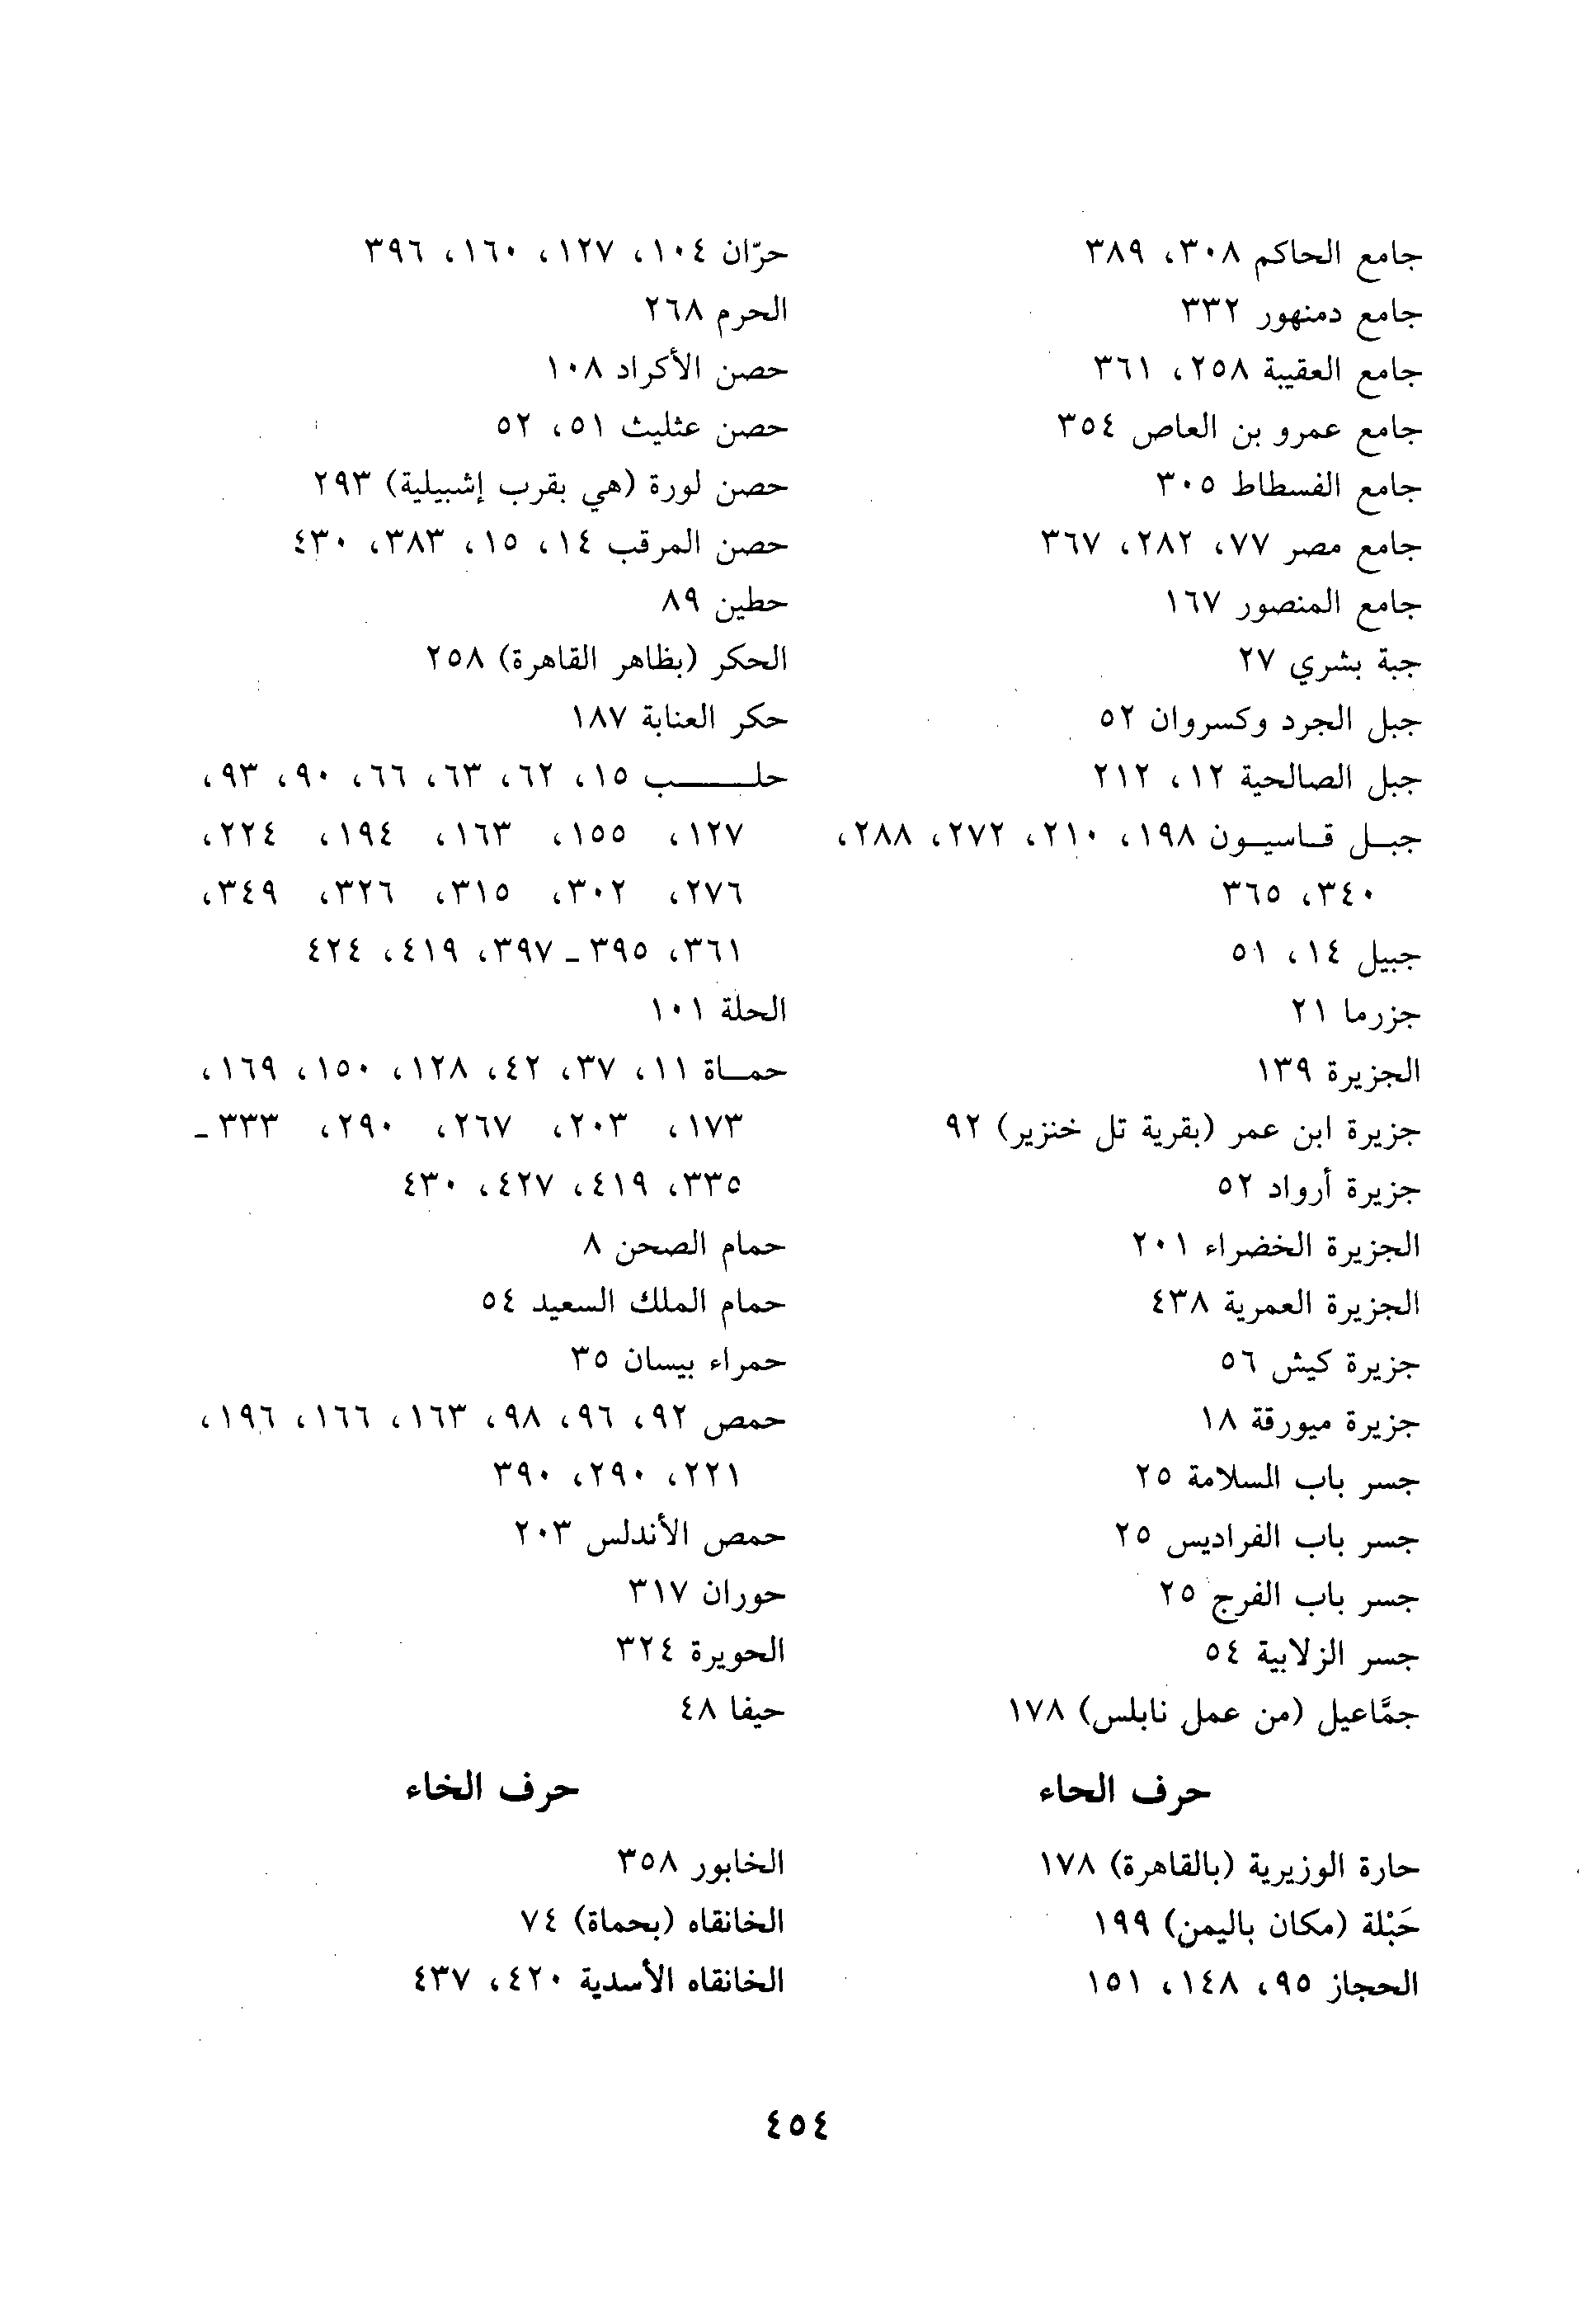 جامع الحاكم ٣٠٨، ٣٨٩
جامع دمنهور ٣٣٢
جامع العقيبة ٢٥٨، ٣٦١
جامع عمرو بن العاص ٣٥٤
جامع الفسطاط ٣٠٥
جامع مصر ٧٧، ٢٨٢، ٣٦٧
جامع المنصور ١٦٧
جبة بشري ٢٧
جبل الجرد وكسروان ٥٢
جبل الصالحية ١٢، ٢١٢
جبـل قـاسيـون ١٩٨، ٢١٠، ٢٧٢، ٢٨٨،
٣٤٠، ٣٦٥
جبيل ١٤، ٥١
جزرما ٢١
الجزيرة ١٣٩
جزيرة ابن عمر (بقرية تل خنزير) ٩٢
جزيرة أرواد ٥٢
الجزيرة الخضراء ٢٠١
الجزيرة العمرية ٤٣٨
جزيرة كيش ٥٦
جزيرة ميورقة ١٨
جسر باب السلامة ٢٥
جسر باب الفراديس ٢٥
جسر باب الفرج ٢٥
جسر الزلابية ٥٤
جمَّاعيل (من عمل نابلس) ١٧٨
حرف الحاء
حارة الوزيرية (بالقاهرة) ١٧٨
حَبْلة (مكان باليمن) ١٩٩
الحجاز ٩٥، ١٤٨، ١٥١
حرّان ١٠٤، ١٢٧، ١٦٠، ٣٩٦
الحرم ٢٦٨
حصن الأكراد ١٠٨
حصن عثليث ٥١، ٥٢
حصن لورة (هي بقرب إشبيلية) ٢٩٣
حصن المرقب ١٤، ١٥، ٣٨٣، ٤٣٠
حطين ٨٩
الحكر (بظاهر القاهرة) ٢٥٨
حكر العنابة ١٨٧
حلـــــب ١٥، ٦٢، ٦٣، ٦٦، ٩٠، ٩٣،
١٢٧، ١٥٥، ١٦٣، ١٩٤، ٢٢٤،
٢٧٦، ٣٠٢، ٣١٥، ٣٢٦، ٣٤٩،
٣٦١، ٣٩٥ ـ ٣٩٧، ٤١٩، ٤٢٤
الحلة ١٠١
حمـاة ١١، ٣٧، ٤٢، ١٢٨، ١٥٠، ١٦٩،
١٧٣، ٢٠٣، ٢٦٧، ٢٩٠، ٣٣٣ ـ
٣٣٥، ٤١٩، ٤٢٧، ٤٣٠
حمام الصحن ٨
حمام الملك السعيد ٥٤
حمراء بيسان ٣٥
حمص ٩٢، ٩٦، ٩٨، ١٦٣، ١٦٦، ١٩٦،
٢٢١، ٢٩٠، ٣٩٠
حمص الأندلس ٢٠٣
حوران ٣١٧
الحويرة ٣٢٤
حيفا ٤٨
حرف الخاء
الخابور ٣٥٨
الخانقاه (بحماة) ٧٤
الخانقاه الأسدية ٤٢٠، ٤٣٧
٤٥٤